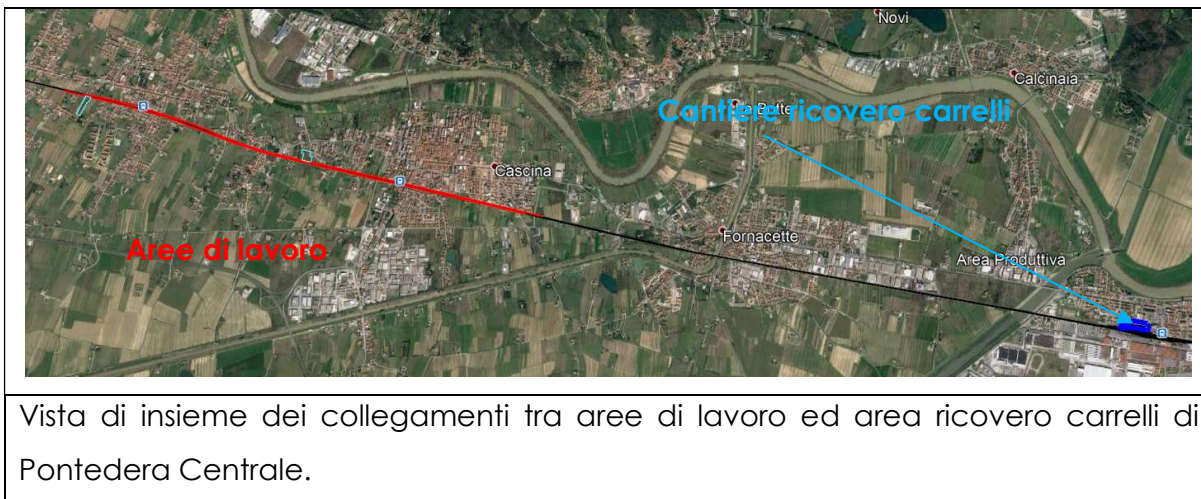 Novi
Calcinaia
Cantiere ricovero carrelli
Cascina
Fornacette
Aree di lavoro
Area Produttiva
Vista di insieme dei collegamenti tra aree di lavoro ed area ricovero carrelli di
Pontedera Centrale.